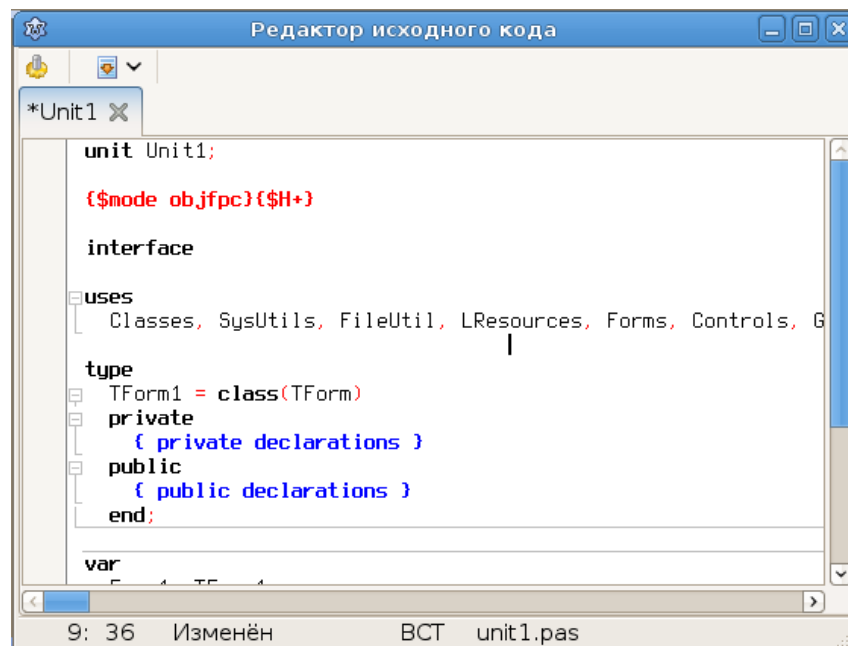 Редактор исходного кода
*Unit1
unit Unit1;
{$mode objfpc}{$H+}
interface
uses
Classes, SysUtils, FileUtil, LResources, Forms, Controls, G
type
TForm1 = class(TForm)
private
{ private declarations }
public
{ public declarations }
end;
var
9: 36 Изменён ВСТ unit1.pas